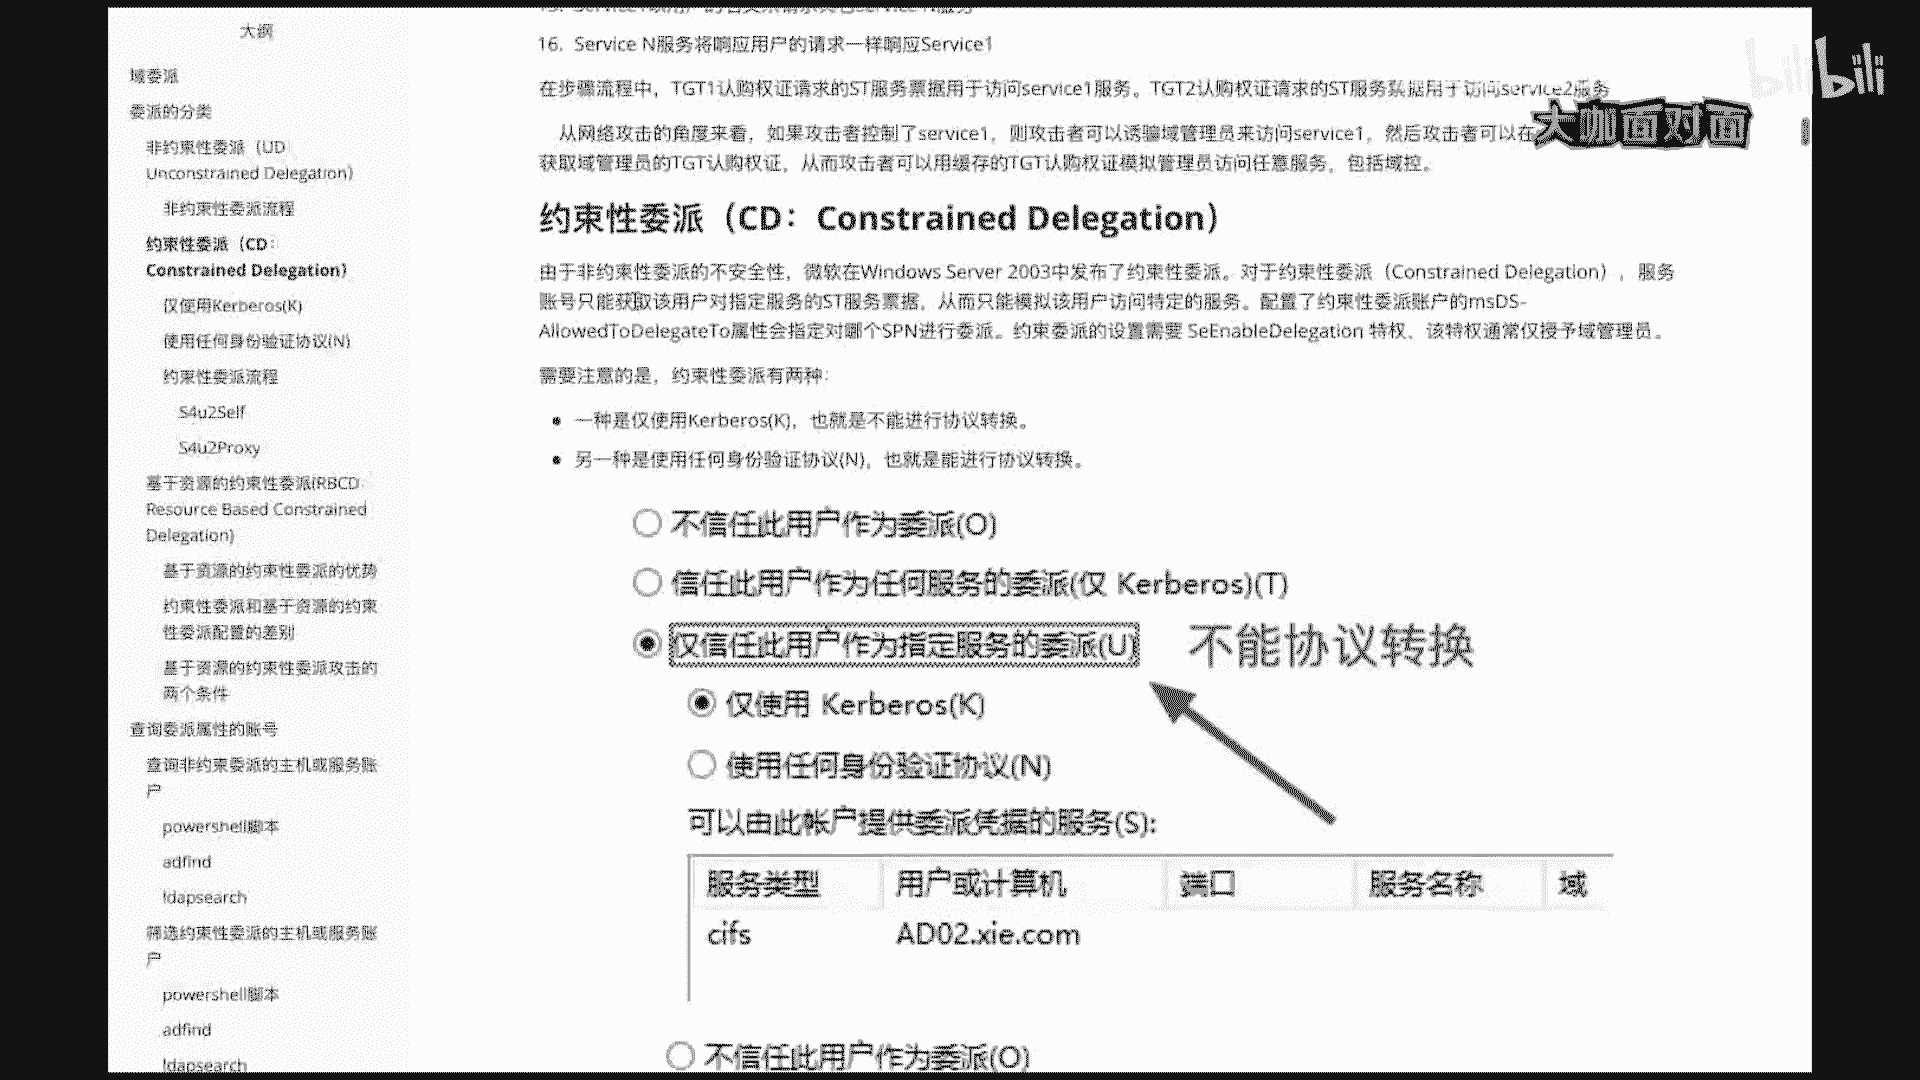 大纲
域委派
委派的分类
非约束性委派（UD
Unconstrained Delegation）
非约束性委派流程
约束性委派（CD：
Constrained Delegation）
仅使用Kerberos(K)
使用任何身份验证协议(N)
约束性委派流程
S4u2Self
S4u2Proxy
基于资源的约束性委派(RBCD
Resource Based Constrained
Delegation)
基于资源的约束性委派的优势
约束性委派和基于资源的约束
性委派配置的差别
基于资源的约束性委派攻击的
两个条件
查询委派属性的账号
查询非约束委派的主机或服务账
户
powershell脚本
adfind
ldapsearch
筛选约束性委派的主机或服务账
户
powershell脚本
adfind
ldapsearch
16. Service N服务将响应用户的请求一样响应Service1
在步骤流程中，TGT1认购权证请求的ST服务票据用于访问service1服务。TGT2认购权证请求的ST服务票据用于访问service2服务
从网络攻击的角度来看，如果攻击者控制了service1，则攻击者可以诱骗域管理员来访问service1，然后攻击者可以在
获取域管理员的TGT认购权证，从而攻击者可以用缓存的TGT认购权证模拟管理员访问任意服务，包括域控。
约束性委派（CD：Constrained Delegation）
由于非约束性委派的不安全性，微软在Windows Server 2003中发布了约束性委派。对于约束性委派（Constrained Delegation），服务
账号只能获取该用户对指定服务的ST服务票据，从而只能模拟该用户访问特定的服务。配置了约束性委派账户的msDS-
AllowedToDelegateTo属性会指定对哪个SPN进行委派。约束委派的设置需要 SeEnableDelegation 特权、该特权通常仅授予域管理员。
需要注意的是，约束性委派有两种：
• 一种是仅使用Kerberos(K)，也就是不能进行协议转换。
• 另一种是使用任何身份验证协议(N)，也就是能进行协议转换。
不信任此用户作为委派(O)
信任此用户作为任何服务的委派(仅 Kerberos)(T)
仅信任此用户作为指定服务的委派(U) 不能协议转换
仅使用 Kerberos(K)
使用任何身份验证协议(N)
可以由此帐户提供委派凭据的服务(S):
服务类型 用户或计算机 端口 服务名称 域
cifs AD02.xie.com
不信任此用户作为委派(O)
bilibili
大咖面对面